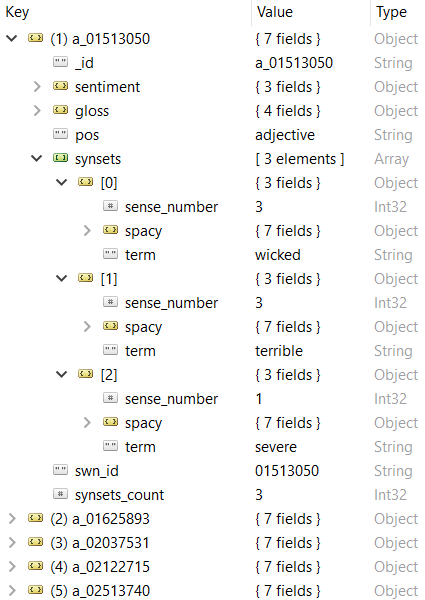 Key Value Type
(1) a_01513050 { 7 fields } Object
_id a_01513050 String
sentiment { 3 fields } Object
gloss { 4 fields } Object
pos adjective String
synsets [ 3 elements ] Array
[0] { 3 fields } Object
sense_number 3 Int32
spacy { 7 fields } Object
term wicked String
[1] { 3 fields } Object
sense_number 3 Int32
spacy { 7 fields } Object
term terrible String
[2] { 3 fields } Object
sense_number 1 Int32
spacy { 7 fields } Object
term severe String
swn_id 01513050 String
synsets_count 3 Int32
(2) a_01625893 { 7 fields } Object
(3) a_02037531 { 7 fields } Object
(4) a_02122715 { 7 fields } Object
(5) a_02513740 { 7 fields } Object